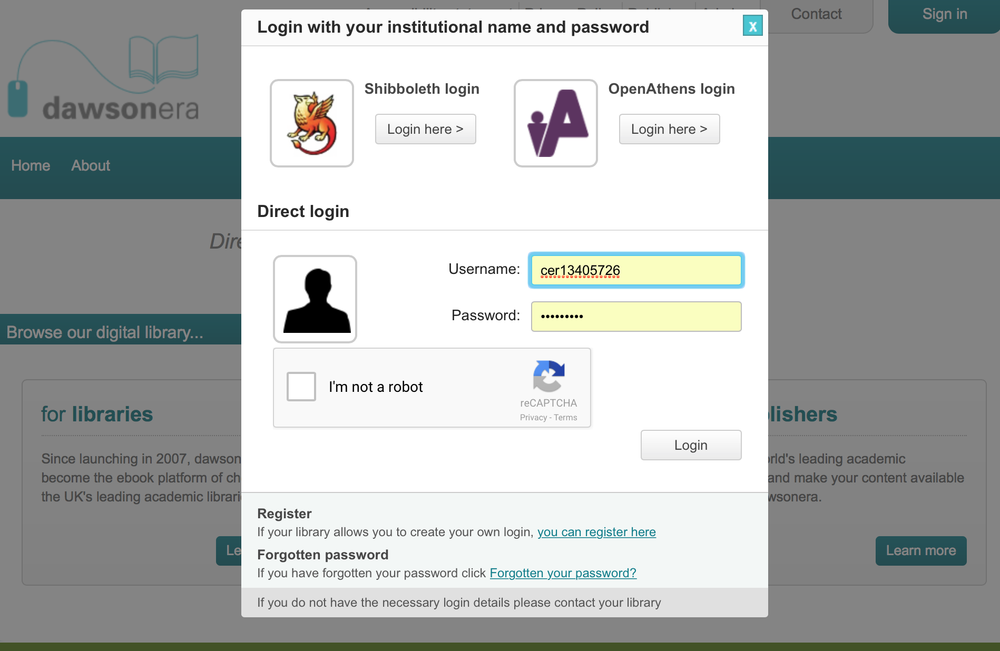 Login with your institutional name and password
x
Contact
Sign in
dawsonera
Shibboleth login
Login here >
OpenAthens login
Login here >
Home
About
Direct login
Dire
Username:
cer13405726
Password:
•••••••••
Browse our digital library...
I'm not a robot
reCAPTCHA
Privacy - Terms
Login
for libraries
Since launching in 2007, dawson
become the ebook platform of ch
the UK's leading academic librari
Le
lishers
rld's leading academic
and make your content available
wsonera.
Learn more
Register
If your library allows you to create your own login, you can register here
Forgotten password
If you have forgotten your password click Forgotten your password?
If you do not have the necessary login details please contact your library